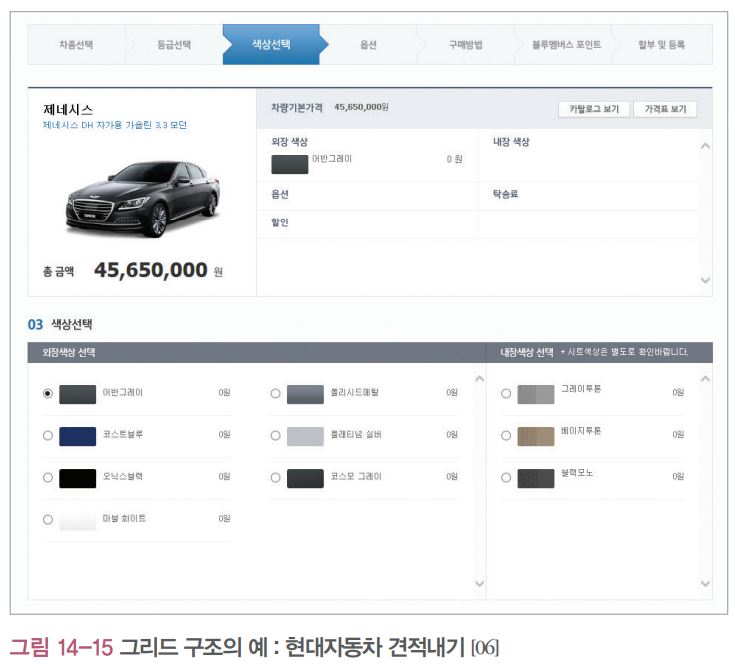 차종선택 등급선택 색상선택 옵션 구매방법 블루멤버스 포인트 할부 및 등록
제네시스
제네시스 DH 자가용 가솔린 3.3 모던
차량기본가격 45,650,000원 카탈로그 보기 가격표 보기
외장 색상 내장 색상
어반그레이 0 원
옵션 탁송료
할인
총 금액 45,650,000 원
03 색상선택
외장색상 선택 내장색상 선택 + 시트색상은 별도로 확인바랍니다.
어반그레이 0원 폴리시드메탈 0원 그레이투톤 0원
코스트블루 0원 플래티넘 실버 0원 베이지투톤 0원
오닉스블랙 0원 코스모 그레이 0원 블랙모노 0원
마블 화이트 0원
그림 14-15 그리드 구조의 예 : 현대자동차 견적내기 [06]